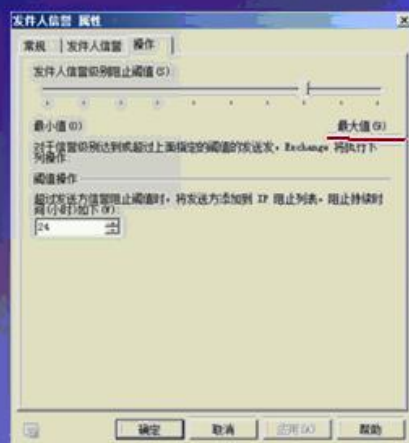 发件人信誉 属性
常规 发件人信誉 操作
发件人信誉级别阻止阈值(S)
最小值(0) 最大值(9)
对于信誉级别达到或超过上面指定的阈值的发送发，Exchange 将执行下
列操作
阈值操作
超过发送方信誉阻止阈值时，将发送方添加到 IP 阻止列表，阻止持续时
间(小时)如下(W):
24
确定 取消 应用(A) 帮助